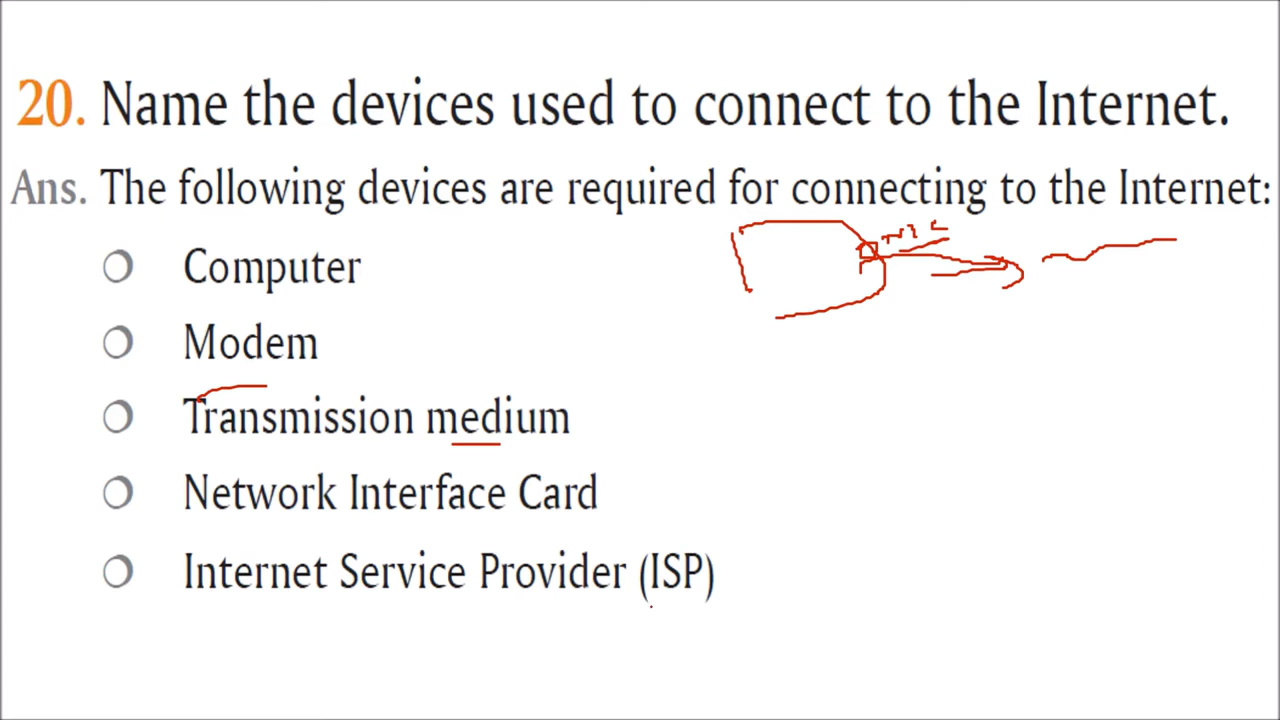 20. Name the devices used to connect to the Internet.
Ans. The following devices are required for connecting to the Internet:
NIC
Computer
Modem
Transmission medium
Network Interface Card
Internet Service Provider (ISP)